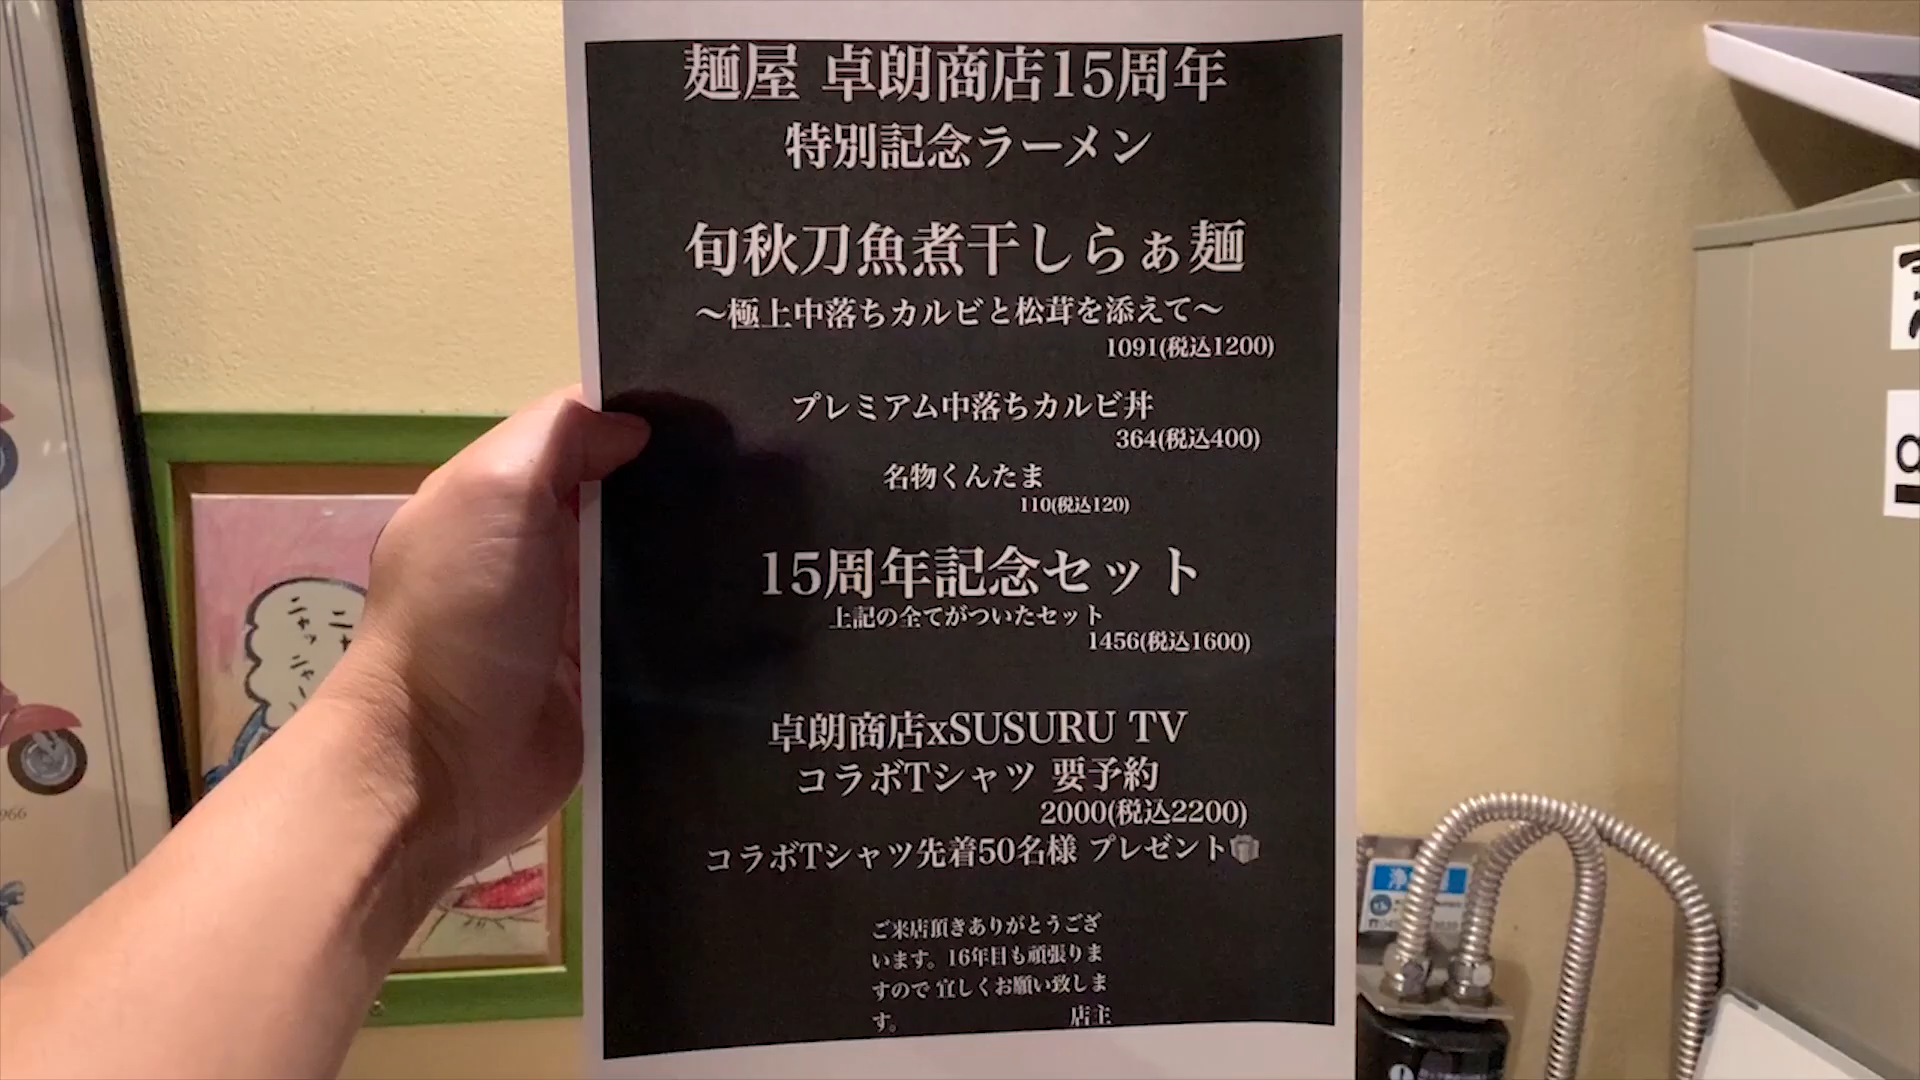 麺屋 卓朗商店15周年
特別記念ラーメン
旬秋刀魚煮干しらぁ麺
〜極上中落ちカルビと松茸を添えて〜
1091(税込1200)
プレミアム中落ちカルビ丼
364(税込400)
名物くんたま
110(税込120)
15周年記念セット
上記の全てがついたセット
1456(税込1600)
卓朗商店xSUSURU TV
コラボTシャツ 要予約
2000(税込2200)
コラボTシャツ先着50名様 プレゼント
ご来店頂きありがとうござ
います。16年目も頑張りま
すので 宜しくお願い致しま
す。 店主
ニャッ
ニャー
966